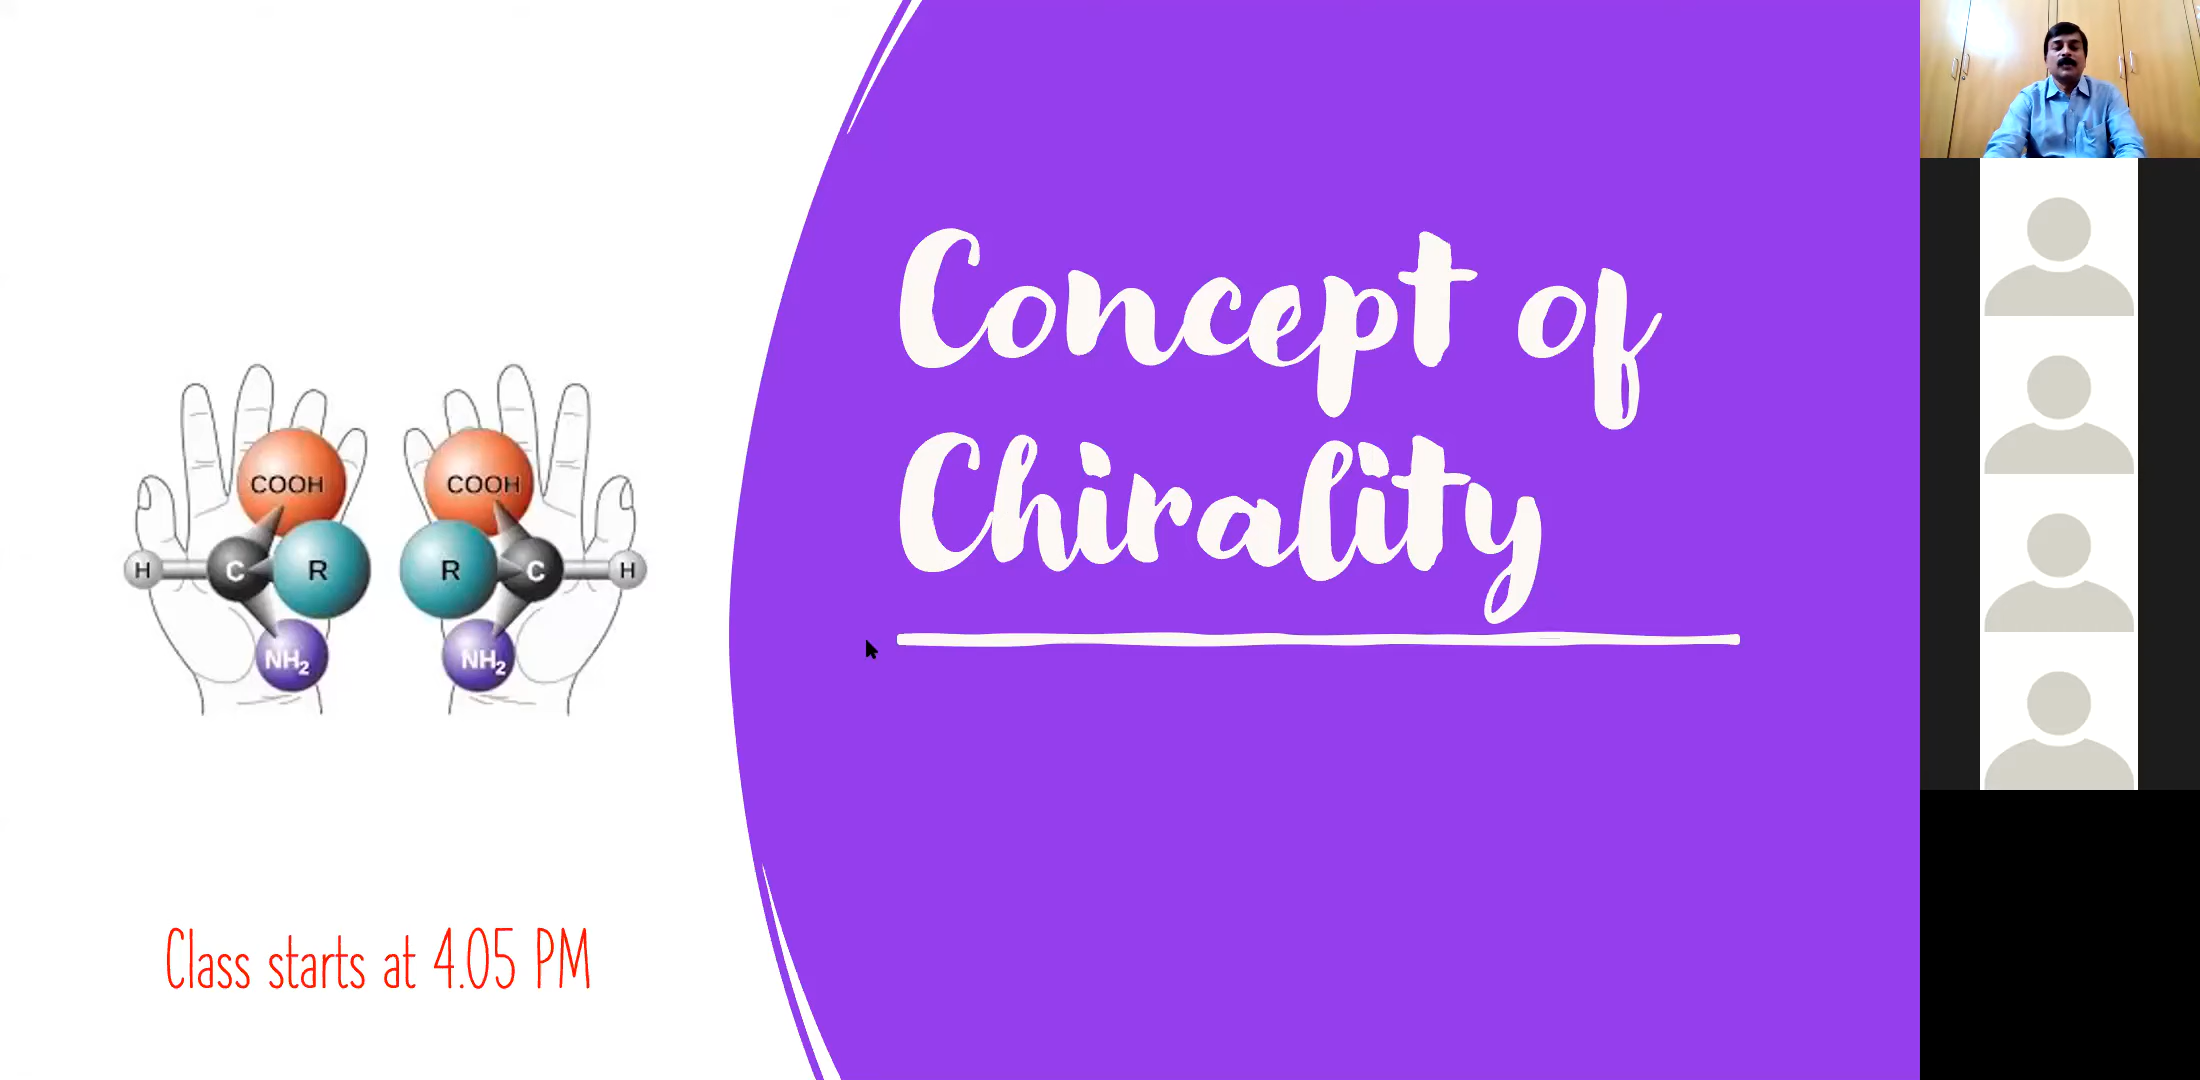 Concept of
Chirality
COOH COOH
H C R R C H
NH₂ NH₂
Class starts at 4.05 PM